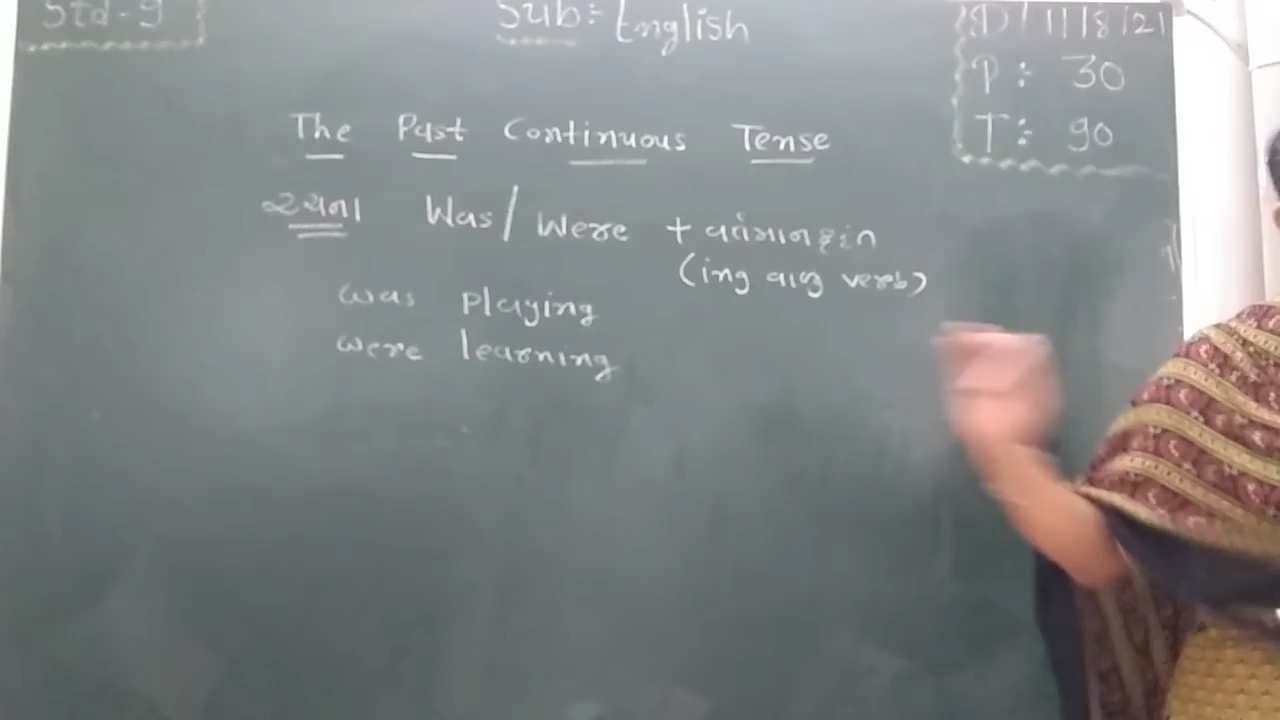 Std-9
Sub:- English
D / 11/8/21
P : 30
T : 90
The Past Continuous Tense
રચના Was/ Were + વર્તમાનકૃદંત
(ing વાળુ verb)
was playing
were learning